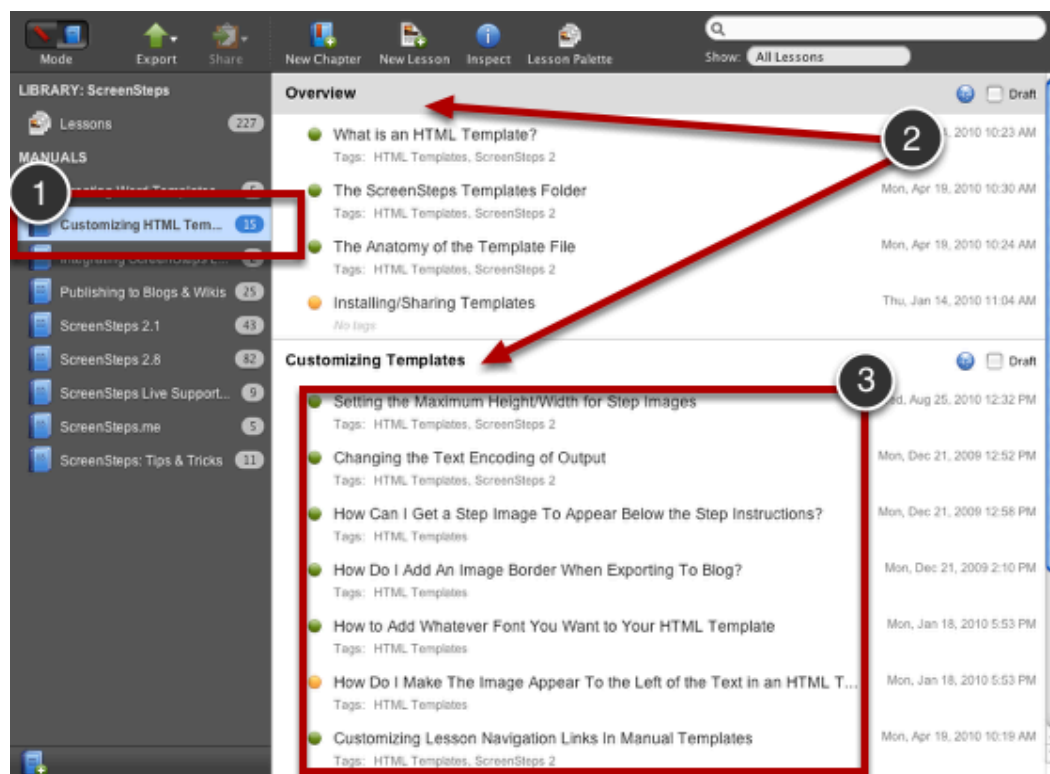 Mode Export Share New Chapter New Lesson Inspect Lesson Palette
Show: All Lessons
LIBRARY: ScreenSteps
Lessons 227
MANUALS
1
Customizing HTML Tem... 15
Publishing to Blogs & Wikis 25
ScreenSteps 2.1 43
ScreenSteps 2.8 82
ScreenSteps Live Support... 9
ScreenSteps.me 5
ScreenSteps: Tips & Tricks 11
Overview Draft
2
What is an HTML Template? 2010 10:23 AM
Tags: HTML Templates, ScreenSteps 2
The ScreenSteps Templates Folder Mon, Apr 19, 2010 10:30 AM
Tags: HTML Templates, ScreenSteps 2
The Anatomy of the Template File Mon, Apr 19, 2010 10:24 AM
Tags: HTML Templates, ScreenSteps 2
Installing/Sharing Templates Thu, Jan 14, 2010 11:04 AM
No tags
Customizing Templates Draft
3
Setting the Maximum Height/Width for Step Images Aug 25, 2010 12:32 PM
Tags: HTML Templates, ScreenSteps 2
Changing the Text Encoding of Output Mon, Dec 21, 2009 12:52 PM
Tags: HTML Templates, ScreenSteps 2
How Can I Get a Step Image To Appear Below the Step Instructions? Mon, Dec 21, 2009 12:58 PM
Tags: HTML Templates
How Do I Add An Image Border When Exporting To Blog? Mon, Dec 21, 2009 2:10 PM
Tags: HTML Templates
How to Add Whatever Font You Want to Your HTML Template Mon, Jan 18, 2010 5:53 PM
Tags: HTML Templates
How Do I Make The Image Appear To the Left of the Text in an HTML T... Mon, Jan 18, 2010 5:53 PM
Tags: HTML Templates
Customizing Lesson Navigation Links In Manual Templates Mon, Apr 19, 2010 10:19 AM
Tags: HTML Templates, ScreenSteps 2